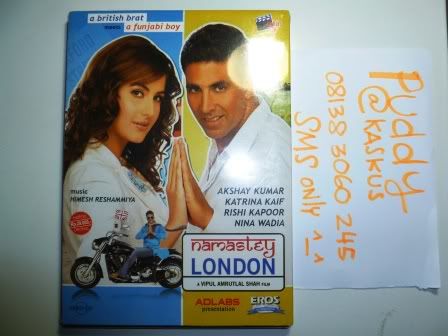 a british brat
meets a funjabi boy
music
HIMESH RESHAMMIYA
AKSHAY KUMAR
KATRINA KAIF
RISHI KAPOOR
NINA WADIA
namastey
LONDON
A VIPUL AMRUTLAL SHAH FILM
ADLABS
presentation
EROS
Puddy
@KASKUS
08138 3060 245
SMS only ^_^